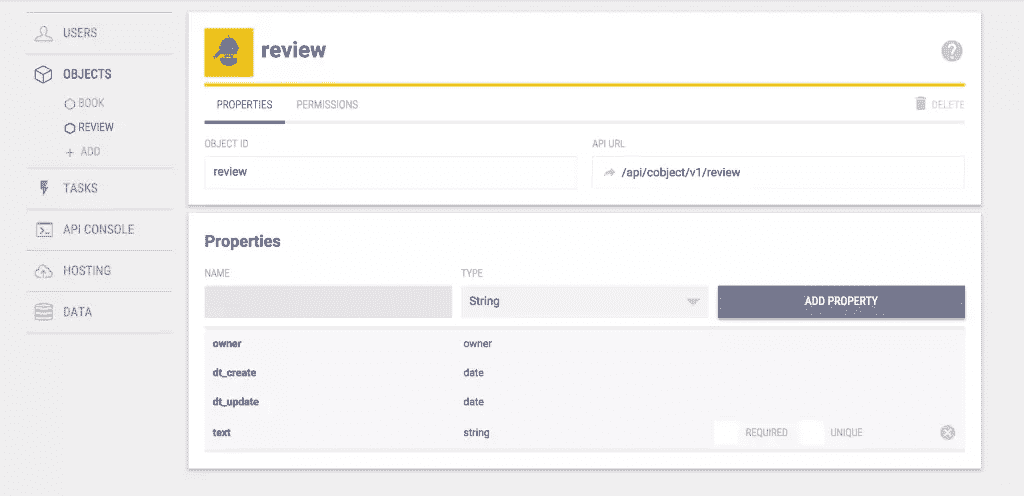 USERS
OBJECTS
BOOK
REVIEW
+ ADD
TASKS
API CONSOLE
HOSTING
DATA
review
?
PROPERTIES PERMISSIONS DELETE
OBJECT ID API URL
review /api/cobject/v1/review
Properties
NAME TYPE
String ADD PROPERTY
owner owner
dt_create date
dt_update date
text string REQUIRED UNIQUE